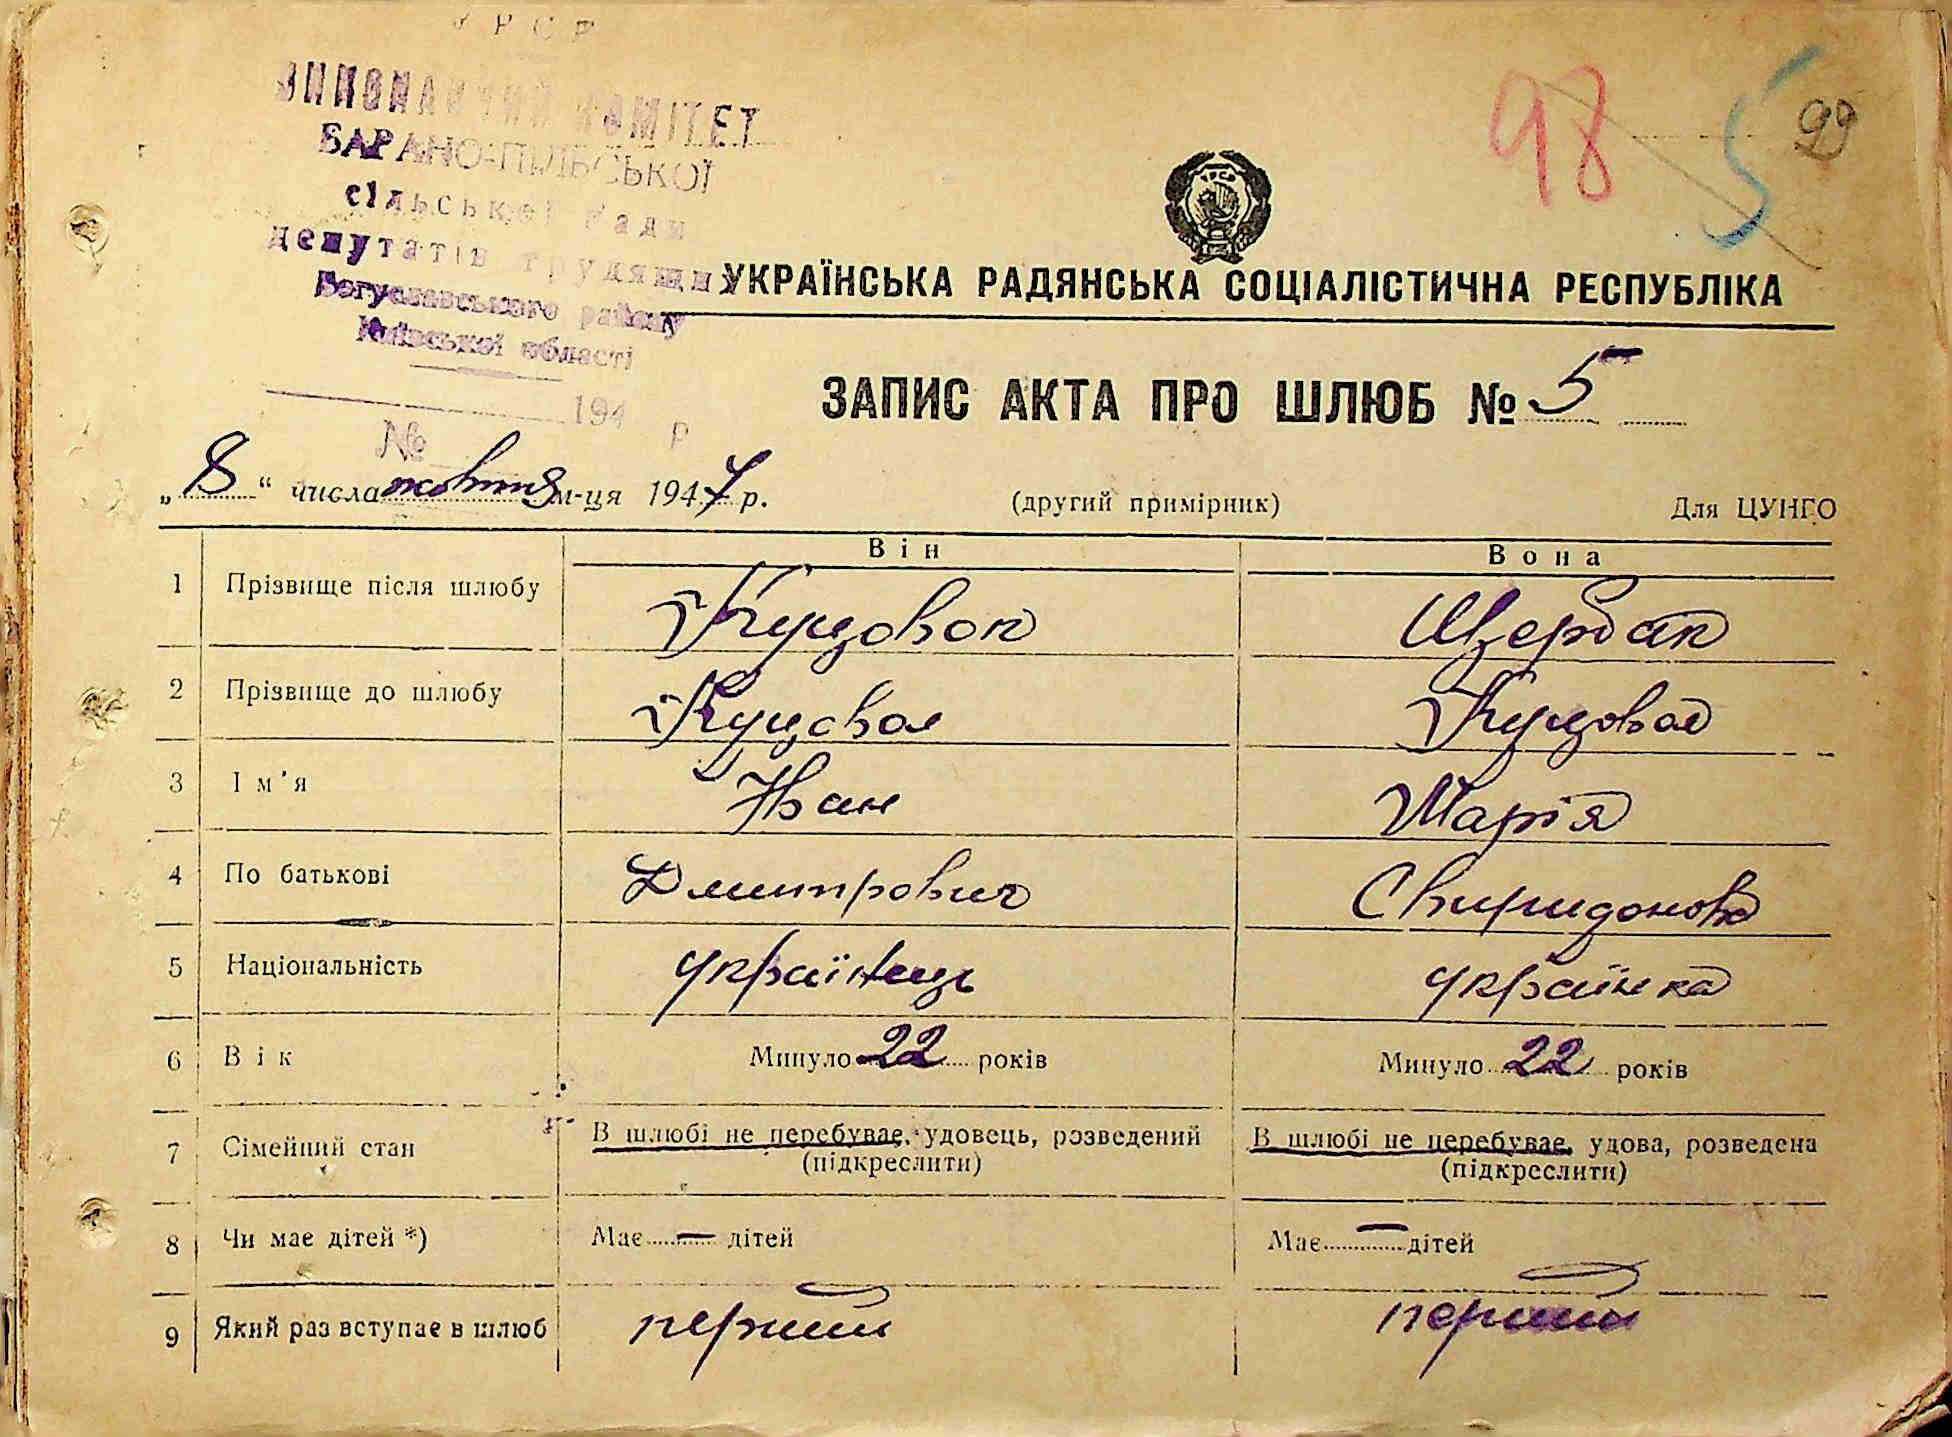 УРСР
ВИКОНАВЧИЙ КОМІТЕТ
БАРАНО-ПІЛЬСЬКОЇ
сільської Ради
депутатів трудящих
Богуславського району
Київської області
194 р
№
98 5 99
УКРАЇНСЬКА РАДЯНСЬКА СОЦІАЛІСТИЧНА РЕСПУБЛІКА
ЗАПИС АКТА ПРО ШЛЮБ № 5
„8“ числа жовтня м-ця 1947 р. (другий примірник) Для ЦУНГО
Він Вона
1 Прізвище після шлюбу Куцовол Щербак
2 Прізвище до шлюбу Куцовол Куцовол
3 Ім'я Іван Марія
4 По батькові Дмитрович Свиридонов
5 Національність українець українка
6 Вік Минуло 22 років Минуло 22 років
7 Сімейний стан В шлюбі не перебуває, удовець, розведений В шлюбі не перебуває, удова, розведена
(підкреслити) (підкреслити)
8 Чи має дітей *) Має — дітей Має — дітей
9 Який раз вступає в шлюб перший перший